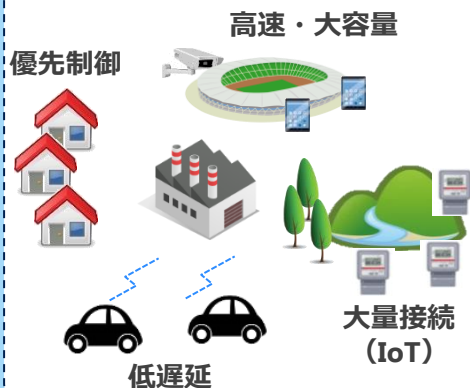 高速・大容量
優先制御
大量接続
（IoT）
低遅延